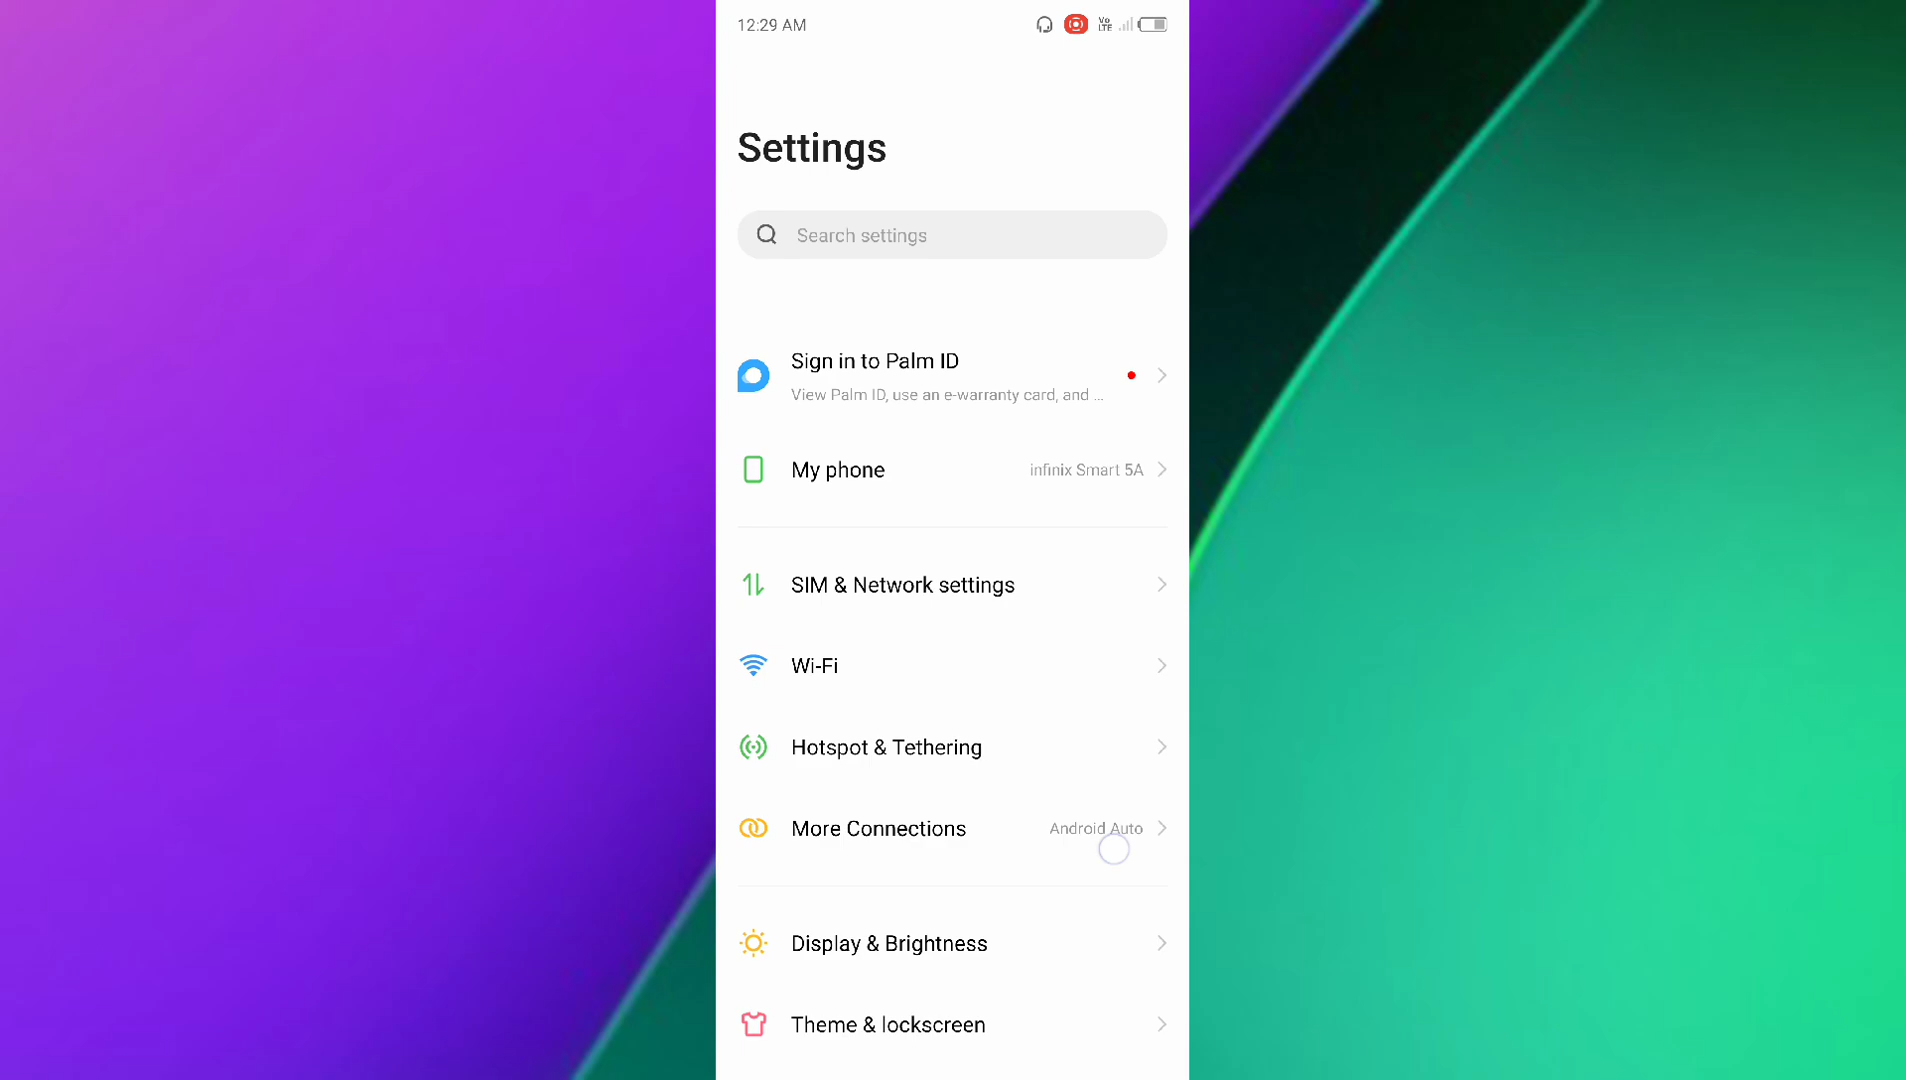 12:29 AM
Vo
LTE
Settings
Search settings
Sign in to Palm ID
View Palm ID, use an e-warranty card, and ...
My phone
infinix Smart 5A
SIM & Network settings
Wi-Fi
Hotspot & Tethering
More Connections
Android Auto
Display & Brightness
Theme & lockscreen